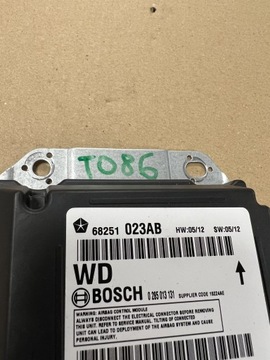 TO86
68251 023AB HW:05/12 SW:05/12
WD
BOSCH 0 285 013 131 SUPPLIER CODE
WARNING: AIRBAG CONTROL MODULE
ALWAYS DISCONNECT THE ELECTRICAL CONNECTOR BEFORE REMOVING
THIS UNIT. REFER TO SERVICE MANUAL. TILTING OF CONNECTED
UNIT CAN LEAD TO DEPLOYMENT OF THE AIRBAG SYSTEM AND CAUSE
PERSONAL INJURY.